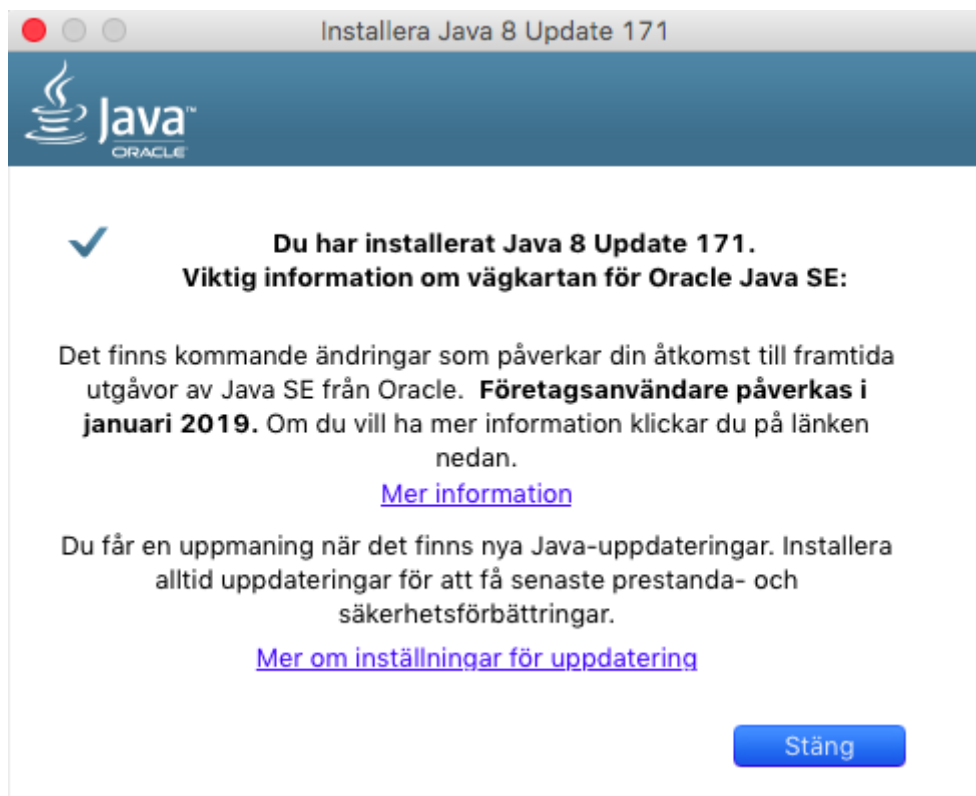 Installera Java 8 Update 171
Java™
ORACLE
Du har installerat Java 8 Update 171.
Viktig information om vägkartan för Oracle Java SE:
Det finns kommande ändringar som påverkar din åtkomst till framtida
utgåvor av Java SE från Oracle.  Företagsanvändare påverkas i
januari 2019. Om du vill ha mer information klickar du på länken
nedan.
Mer information
Du får en uppmaning när det finns nya Java-uppdateringar. Installera
alltid uppdateringar för att få senaste prestanda- och
säkerhetsförbättringar.
Mer om inställningar för uppdatering
Stäng